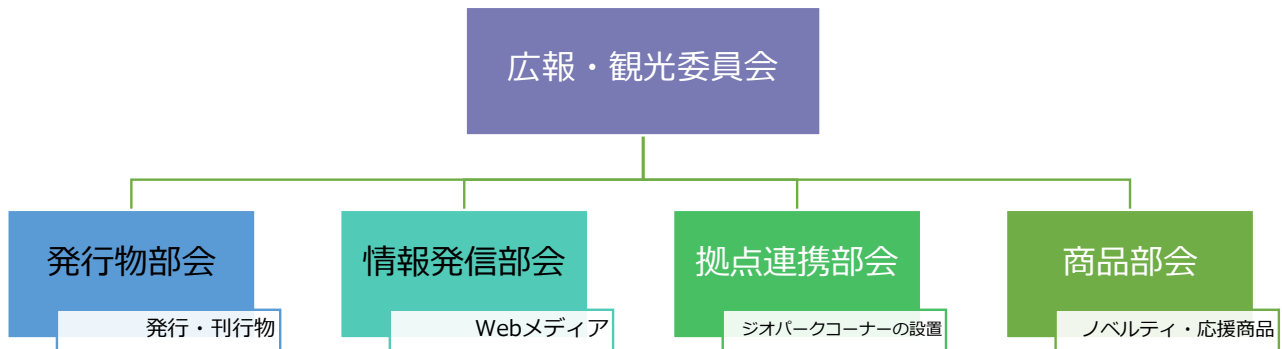 広報・観光委員会
発行物部会
発行・刊行物
情報発信部会
Webメディア
拠点連携部会
ジオパークコーナーの設置
商品部会
ノベルティ・応援商品